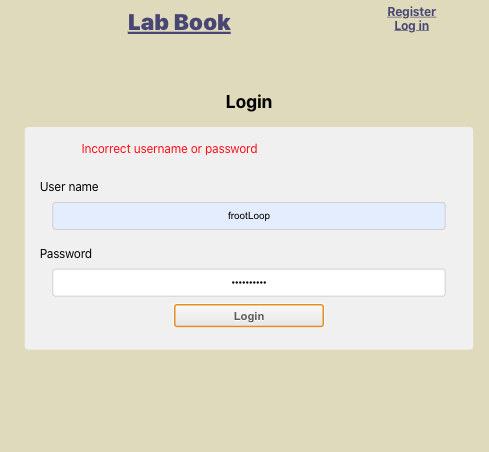 Lab Book
Register
Log in
Login
Incorrect username or password
User name
frootLoop
Password
••••••••••
Login